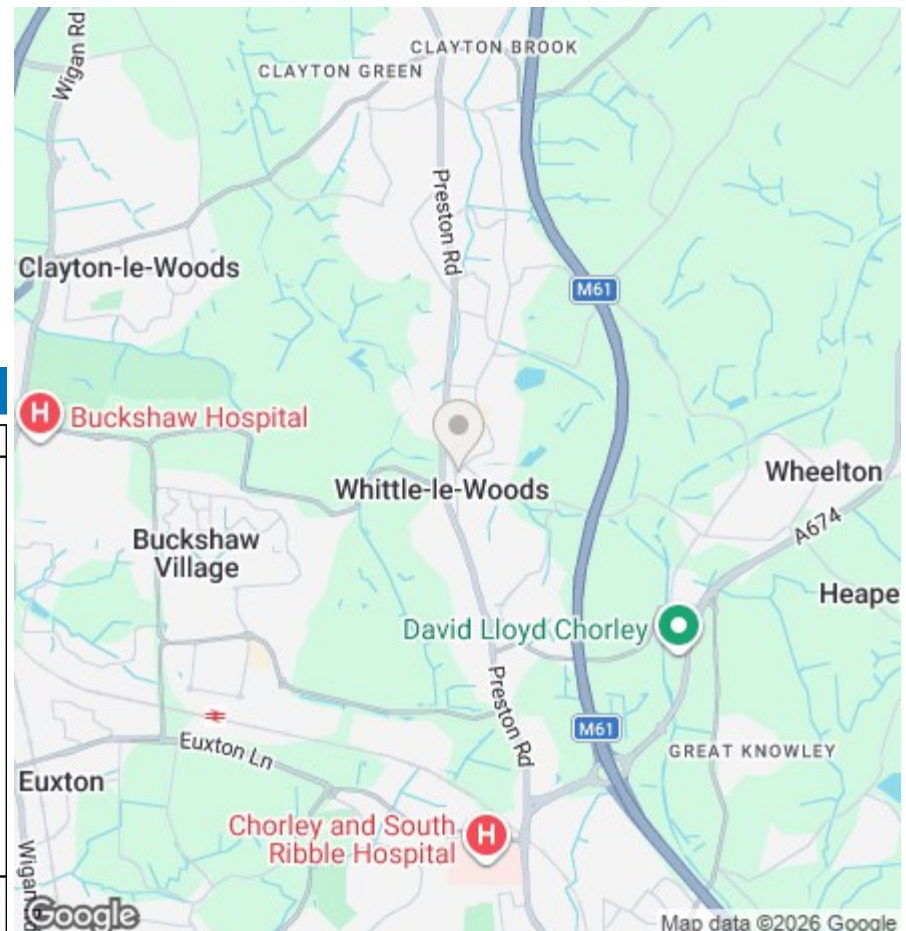 Wigan Rd
CLAYTON BROOK
CLAYTON GREEN
Preston Rd
Clayton-le-Woods
M61
H
Buckshaw Hospital
Whittle-le-Woods
Wheelton
A674
Buckshaw
Village
Heape
David Lloyd Chorley
Preston Rd
M61
Euxton Ln
GREAT KNOWLEY
Euxton
Chorley and South
Ribble Hospital
H
Wigan
Google
Map data ©2026 Google